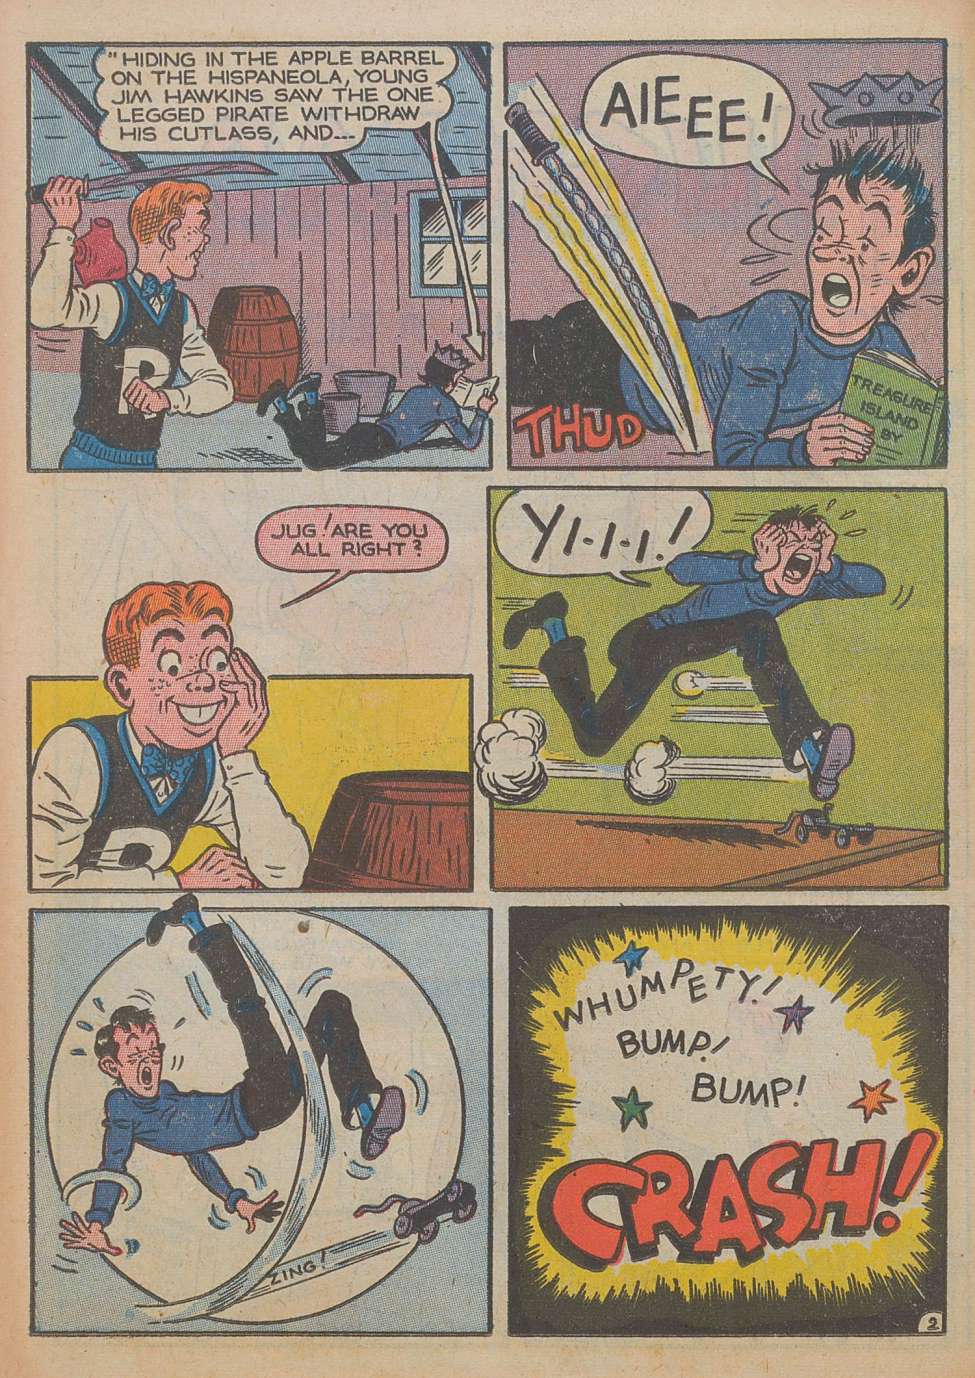 "HIDING IN THE APPLE BARREL
ON THE HISPANEOLA, YOUNG
JIM HAWKINS SAW THE ONE
LEGGED PIRATE WITHDRAW
HIS CUTLASS, AND---
R
AIEEE!
THUD
TREASURE
ISLAND
BY
JUG! ARE YOU
ALL RIGHT?
R
YI-I-I!
ZING!
WHUMPETY!
BUMP!
BUMP!
CRASH!
2